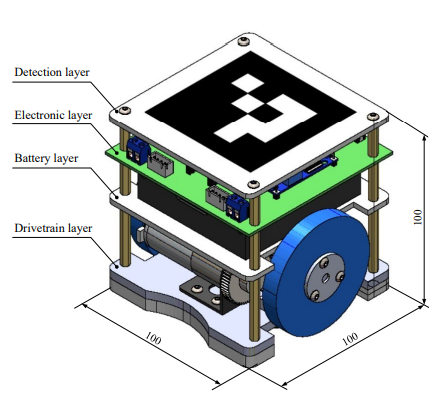 Detection layer
Electronic layer
Battery layer
Drivetrain layer
100
100
100